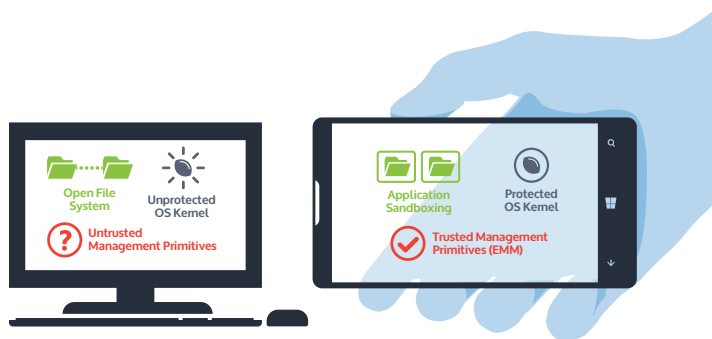 Open File
System
Unprotected
OS Kernel
?
Untrusted
Management Primitives
Application
Sandboxing
Protected
OS Kernel
Trusted Management
Primitives (EMM)